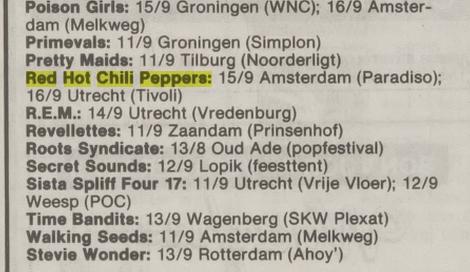 Poison Girls: 15/9 Groningen (WNC); 16/9 Amster-
dam (Melkweg)
Primevals: 11/9 Groningen (Simplon)
Pretty Maids: 11/9 Tilburg (Noorderligt)
Red Hot Chili Peppers: 15/9 Amsterdam (Paradiso);
16/9 Utrecht (Tivoli)
R.E.M.: 14/9 Utrecht (Vredenburg)
Revellettes: 11/9 Zaandam (Prinsenhof)
Roots Syndicate: 13/8 Oud Ade (popfestival)
Secret Sounds: 12/9 Lopik (feesttent)
Sista Spliff Four 17: 11/9 Utrecht (Vrije Vloer); 12/9
Weesp (POC)
Time Bandits: 13/9 Wagenberg (SKW Plexat)
Walking Seeds: 11/9 Amsterdam (Melkweg)
Stevie Wonder: 13/9 Rotterdam (Ahoy')